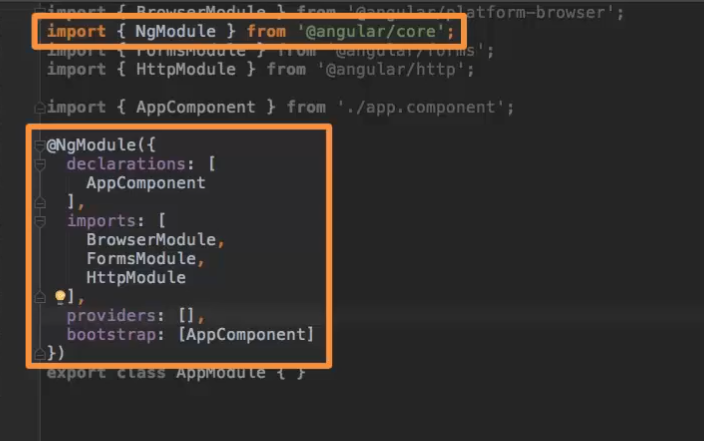 import { BrowserModule } from '@angular/platform-browser';
import { NgModule } from '@angular/core';
import { FormsModule } from '@angular/forms';
import { HttpModule } from '@angular/http';
import { AppComponent } from './app.component';
@NgModule({
declarations: [
AppComponent
],
imports: [
BrowserModule,
FormsModule,
HttpModule
],
providers: [],
bootstrap: [AppComponent]
})
export class AppModule { }